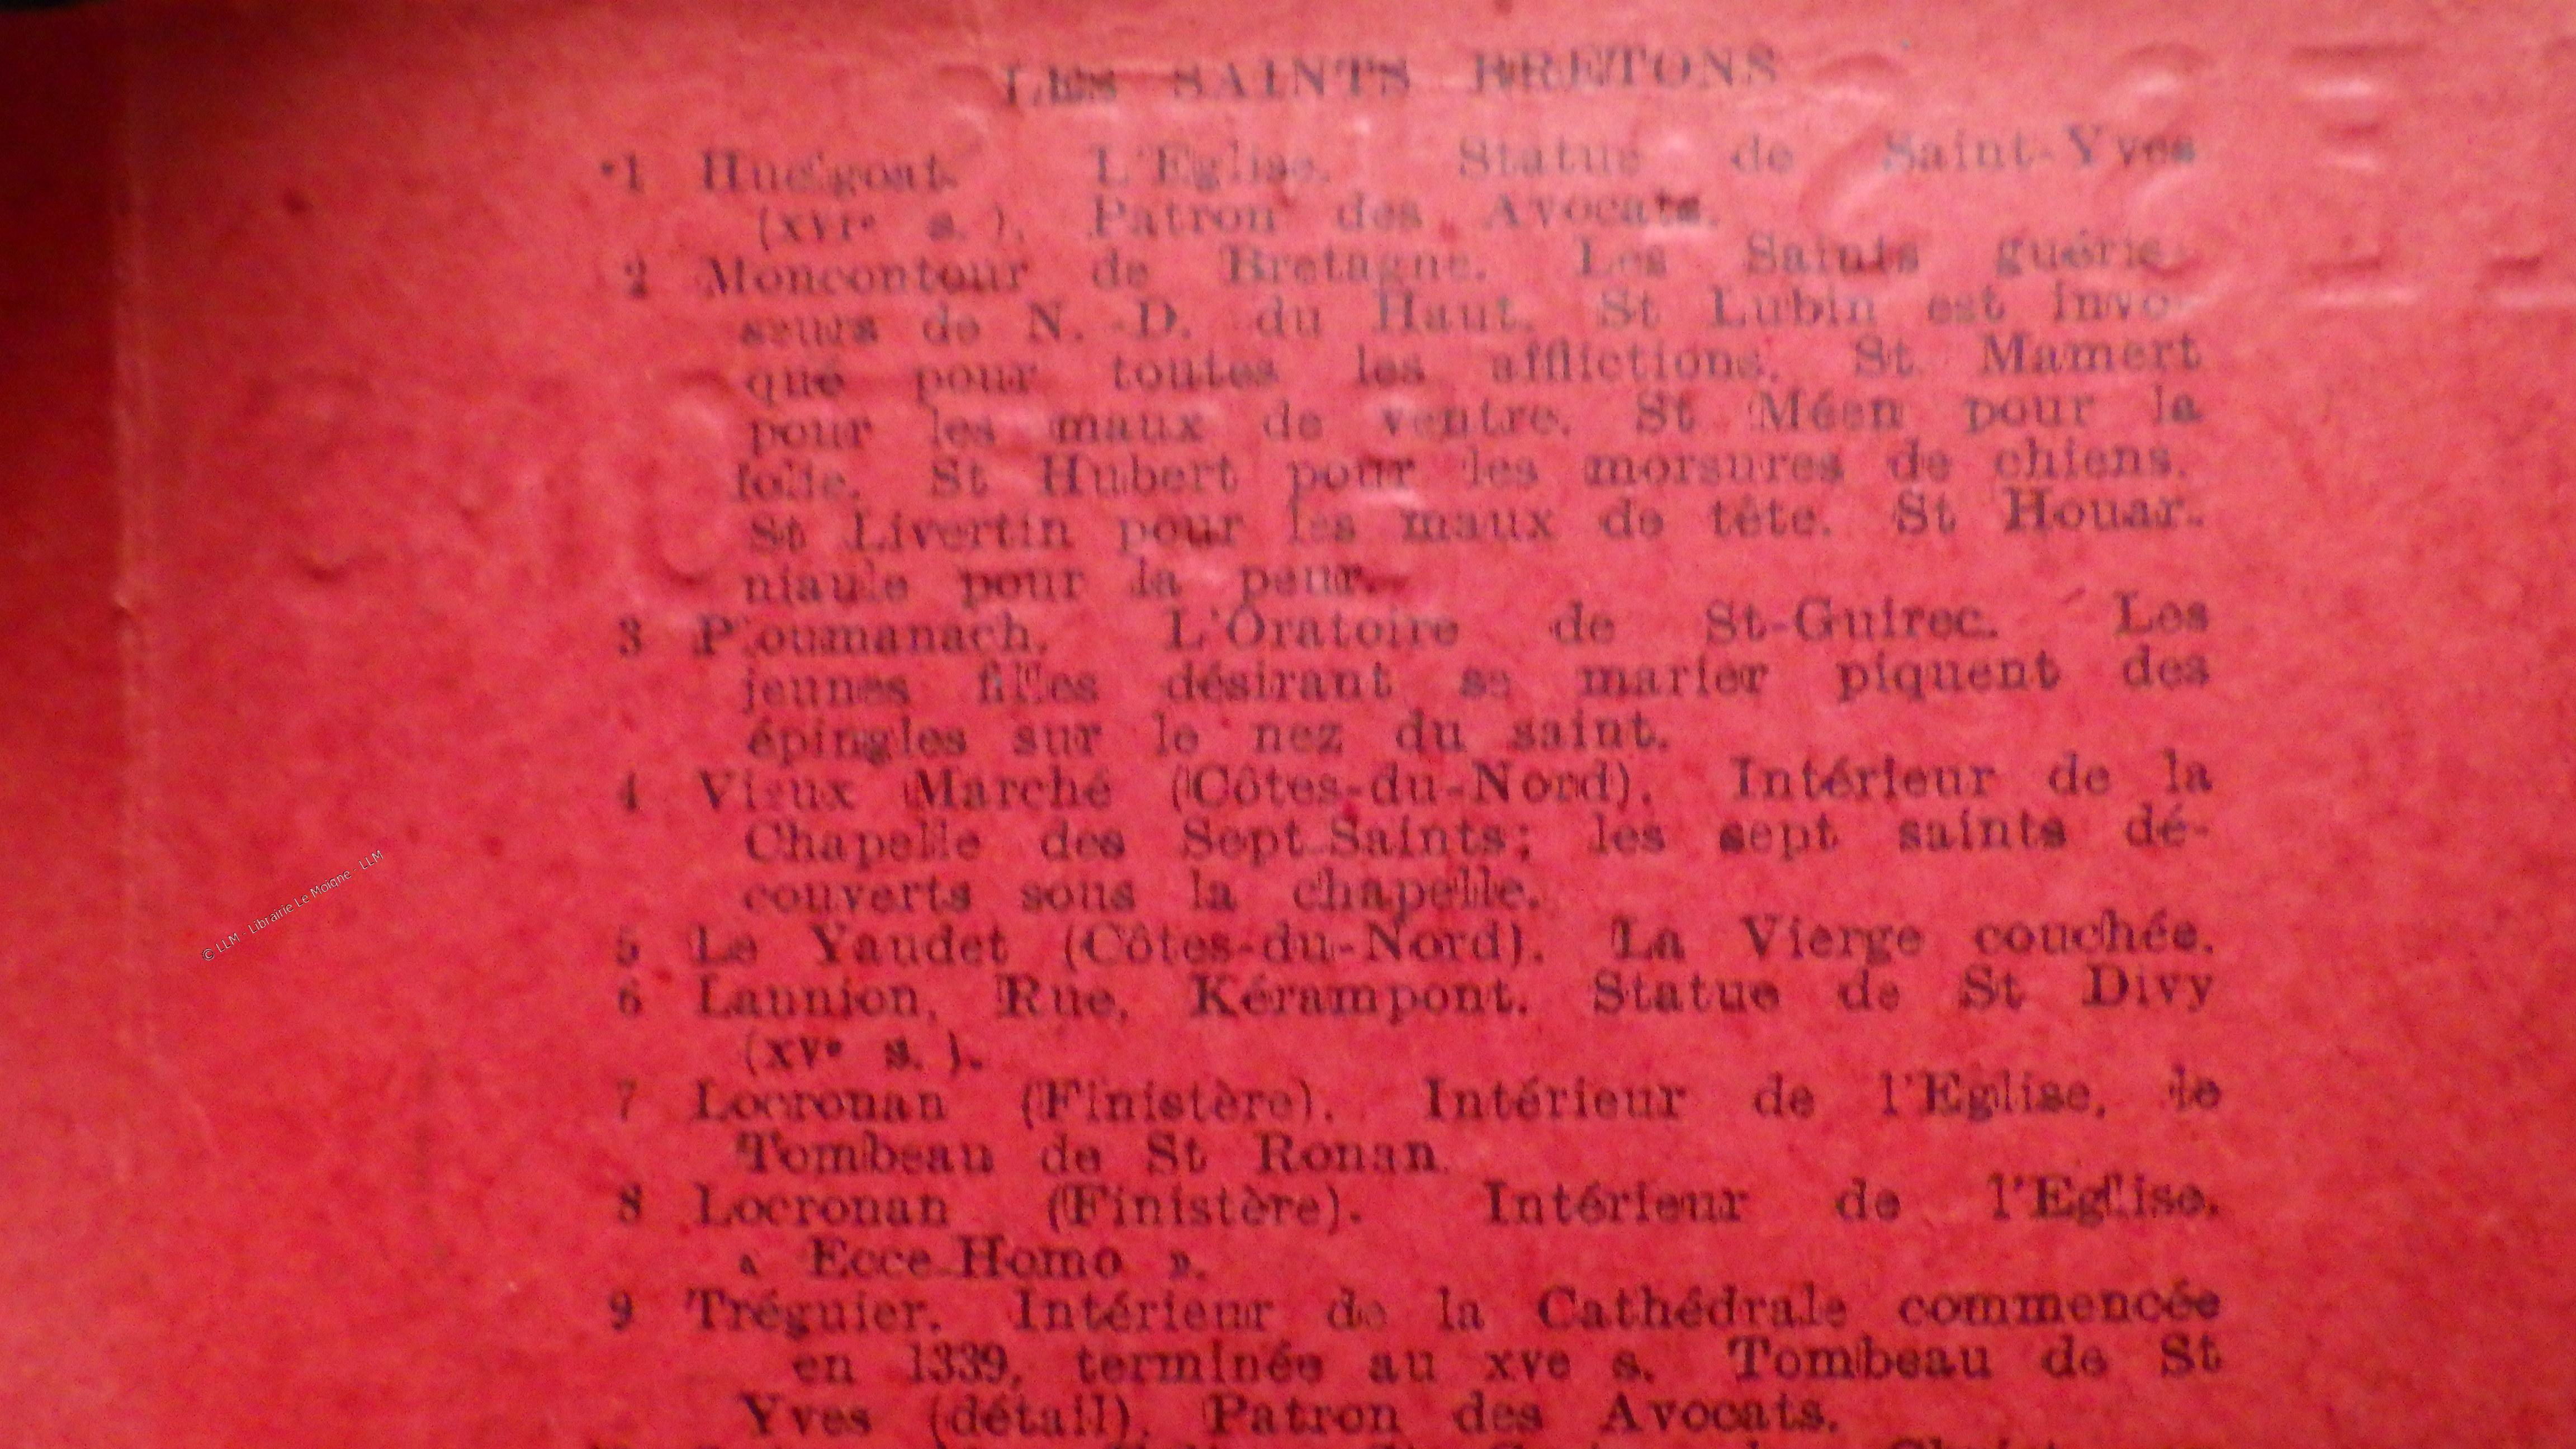 LES SAINTS BRETONS
1 Huelgoat. L'Eglise. Statue de Saint-Yves
(XVIe s. ). Patron des Avocats.
2 Moncontour de Bretagne. Les Saints guéris-
seurs de N.-D. du Haut. St Lubin est invo-
qué pour toutes les afflictions. St Mamert
pour les maux de ventre. St Méen pour la
folie. St Hubert pour les morsures de chiens.
St Livertin pour les maux de tête. St Houar-
niaule pour la peur.
3 Ploumanach. L'Oratoire de St-Guirec. Les
jeunes filles désirant se marier piquent des
épingles sur le nez du saint.
4 Vieux Marché (Côtes-du-Nord). Intérieur de la
Chapelle des Sept-Saints; les sept saints dé-
couverts sous la chapelle.
5 Le Yaudet (Côtes-du-Nord). La Vierge couchée.
6 Launion, Rue, Kérampont. Statue de St Divy
(XVe s. ).
7 Locronan (Finistère). Intérieur de l'Eglise, le
Tombeau de St Ronan.
8 Locronan (Finistère). Intérieur de l'Eglise.
« Ecce-Homo ».
9 Tréguier. Intérieur de la Cathédrale commencée
en 1339, terminée au XVe s. Tombeau de St
Yves (détail). Patron des Avocats.
© LLM - Librairie Le Moigne - LLM